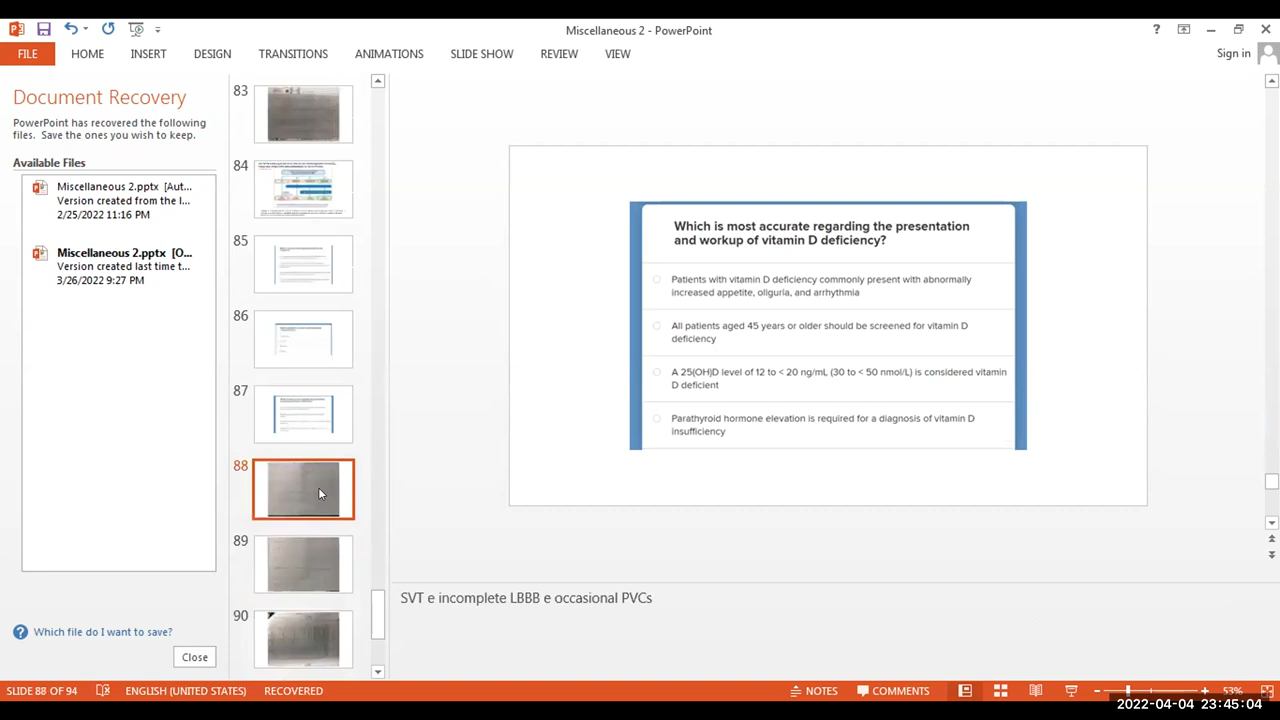 Miscellaneous 2 - PowerPoint
?
FILE
HOME
INSERT
DESIGN
TRANSITIONS
ANIMATIONS
SLIDE SHOW
REVIEW
VIEW
Sign in
Document Recovery
PowerPoint has recovered the following
files. Save the ones you wish to keep.
Available Files
Miscellaneous 2.pptx [Aut...
Version created from the l...
2/25/2022 11:16 PM
Miscellaneous 2.pptx [O...
Version created last time t...
3/26/2022 9:27 PM
? Which file do I want to save?
Close
83
84
85
86
87
88
89
90
Which is most accurate regarding the presentation
and workup of vitamin D deficiency?
Patients with vitamin D deficiency commonly present with abnormally
increased appetite, oliguria, and arrhythmia
All patients aged 45 years or older should be screened for vitamin D
deficiency
A 25(OH)D level of 12 to < 20 ng/mL (30 to < 50 nmol/L) is considered vitamin
D deficient
Parathyroid hormone elevation is required for a diagnosis of vitamin D
insufficiency
SVT e incomplete LBBB e occasional PVCs
SLIDE 88 OF 94
ENGLISH (UNITED STATES)
RECOVERED
NOTES
COMMENTS
53%
2022-04-04 23:45:04